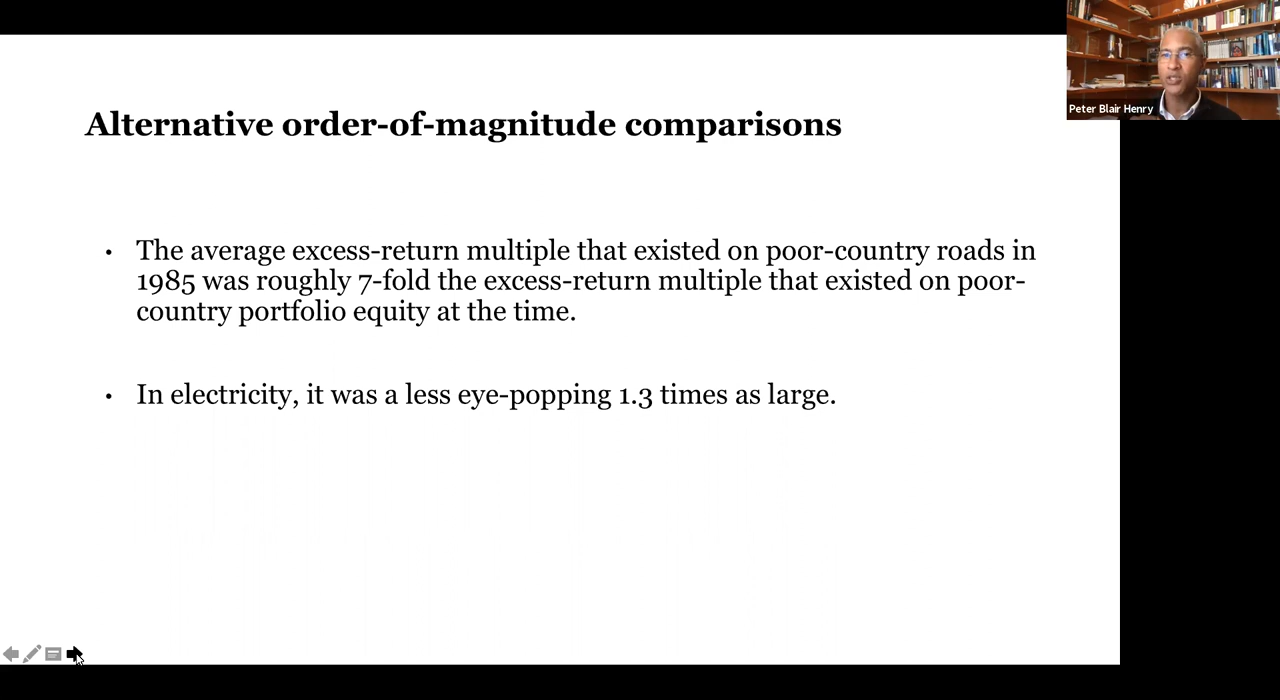 Peter Blair Henry
Alternative order-of-magnitude comparisons
• The average excess-return multiple that existed on poor-country roads in
1985 was roughly 7-fold the excess-return multiple that existed on poor-
country portfolio equity at the time.
• In electricity, it was a less eye-popping 1.3 times as large.